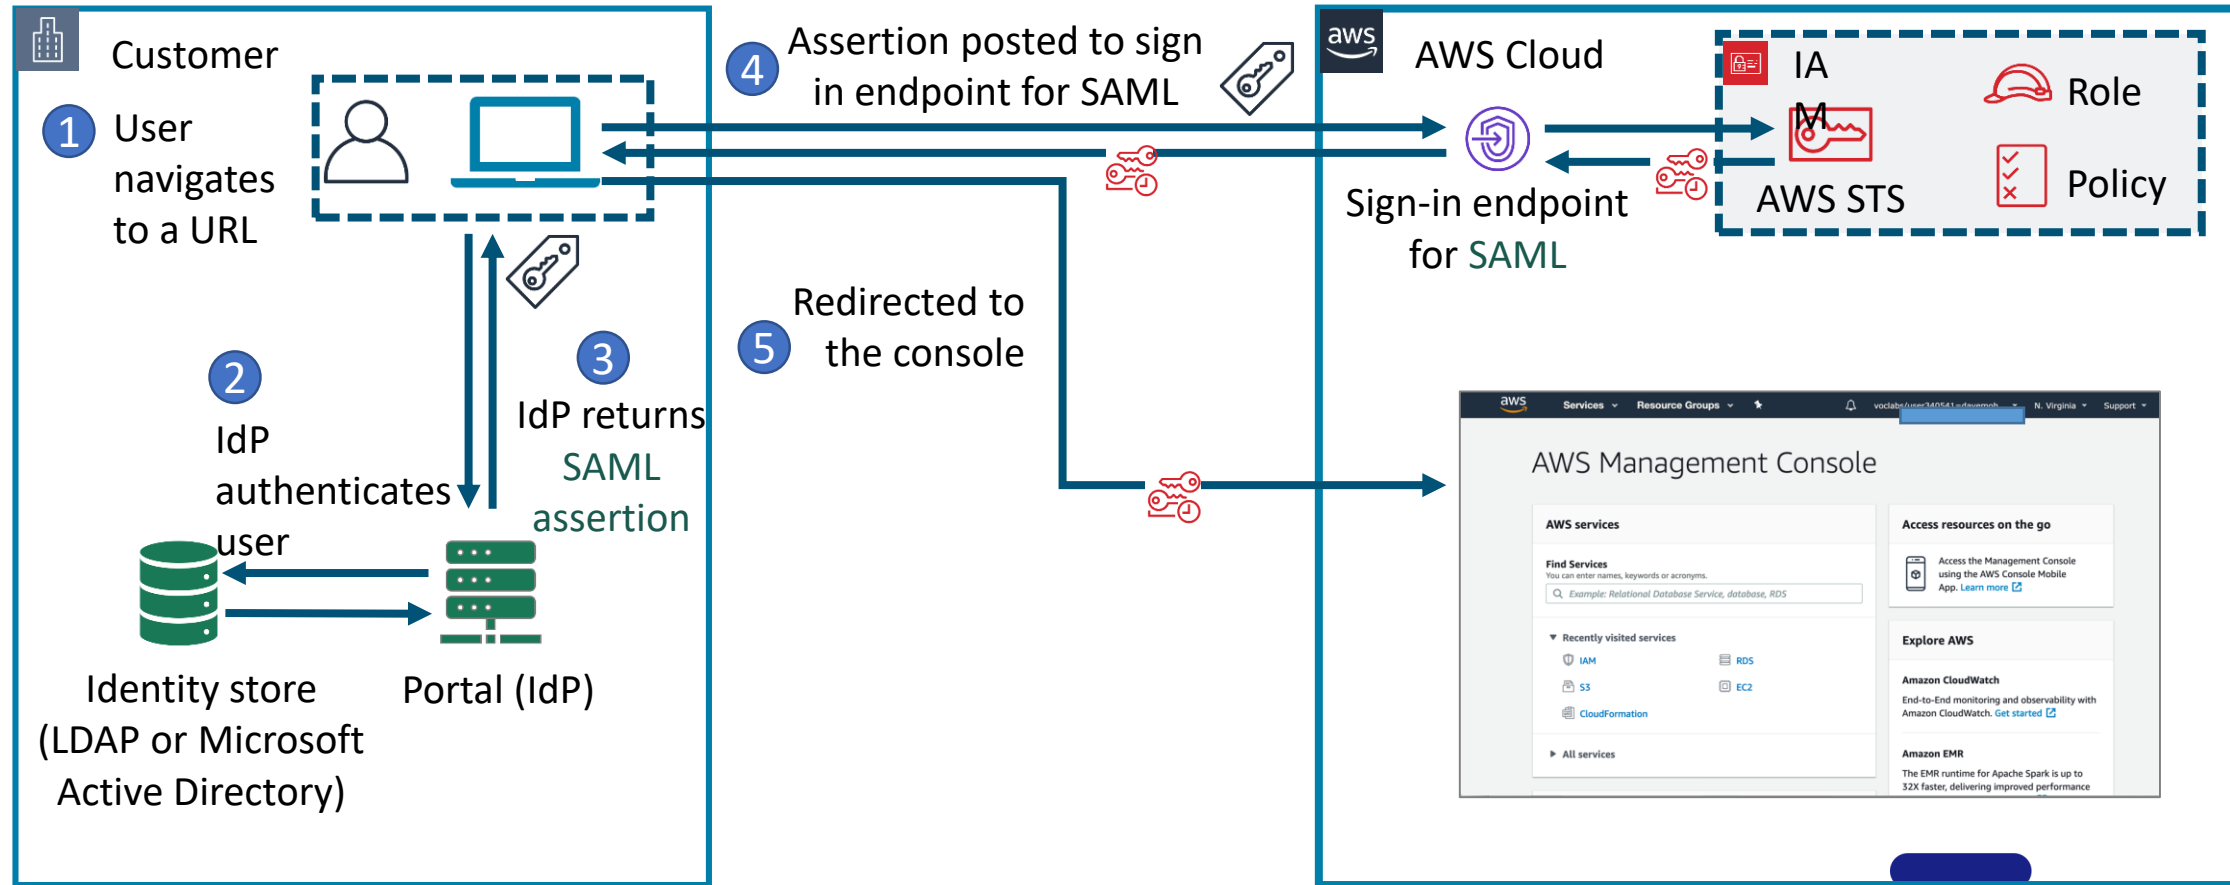 Customer
1
User
navigates
to a URL
2
IdP
authenticates
user
3
IdP returns
SAML
assertion
Identity store
(LDAP or Microsoft
Active Directory)
Portal (IdP)
4
Assertion posted to sign
in endpoint for SAML
5
Redirected to
the console
aws
AWS Cloud
Sign-in endpoint
for SAML
IA
M
AWS STS
Role
Policy
aws
Services
Resource Groups
N. Virginia
Support
AWS Management Console
AWS services
Find Services
You can enter names, keywords or acronyms.
Example: Relational Database Service, database, RDS
Recently visited services
IAM
RDS
S3
EC2
CloudFormation
All services
Access resources on the go
Access the Management Console
using the AWS Console Mobile
App. Learn more
Explore AWS
Amazon CloudWatch
End-to-End monitoring and observability with
Amazon CloudWatch. Get started
Amazon EMR
The EMR runtime for Apache Spark is up to
32X faster, delivering improved performance